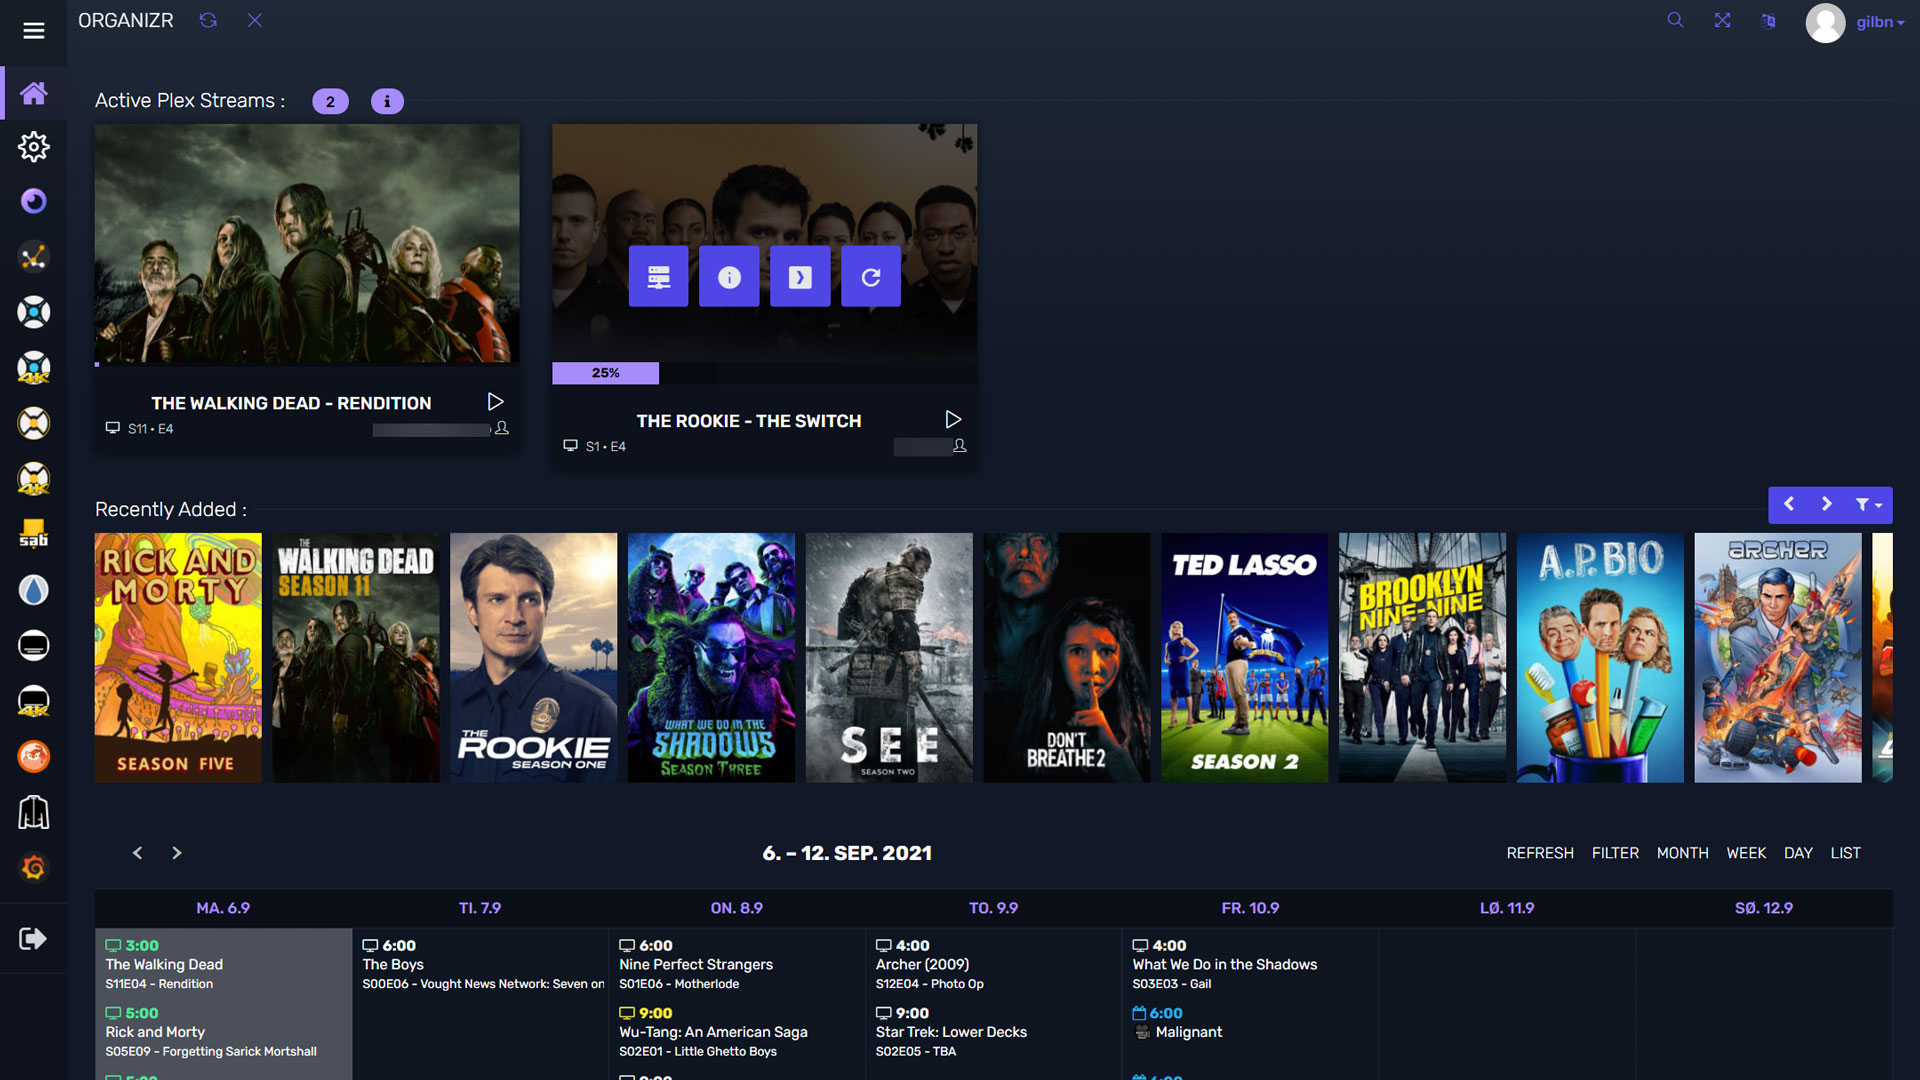 ORGANIZR
gilbn
Active Plex Streams :
2
25%
THE WALKING DEAD - RENDITION
S11 • E4
THE ROOKIE - THE SWITCH
S1 • E4
Recently Added :
RICK AND MORTY
SEASON FIVE
THE WALKING DEAD
SEASON 11
THE ROOKIE
SEASON ONE
WHAT WE DO IN THE SHADOWS
SEASON THREE
SEE
SEASON TWO
DON'T BREATHE 2
TED LASSO
SEASON 2
BROOKLYN NINE-NINE
A.P. BIO
ARCHER
4K
4K
sab
4K
6. – 12. SEP. 2021
REFRESH FILTER MONTH WEEK DAY LIST
MA. 6.9 TI. 7.9 ON. 8.9 TO. 9.9 FR. 10.9 LØ. 11.9 SØ. 12.9
3:00
The Walking Dead
S11E04 - Rendition
5:00
Rick and Morty
S05E09 - Forgetting Sarick Mortshall
6:00
The Boys
S00E06 - Vought News Network: Seven on
6:00
Nine Perfect Strangers
S01E06 - Motherlode
9:00
Wu-Tang: An American Saga
S02E01 - Little Ghetto Boys
4:00
Archer (2009)
S12E04 - Photo Op
9:00
Star Trek: Lower Decks
S02E05 - TBA
4:00
What We Do in the Shadows
S03E03 - Gail
6:00
Malignant